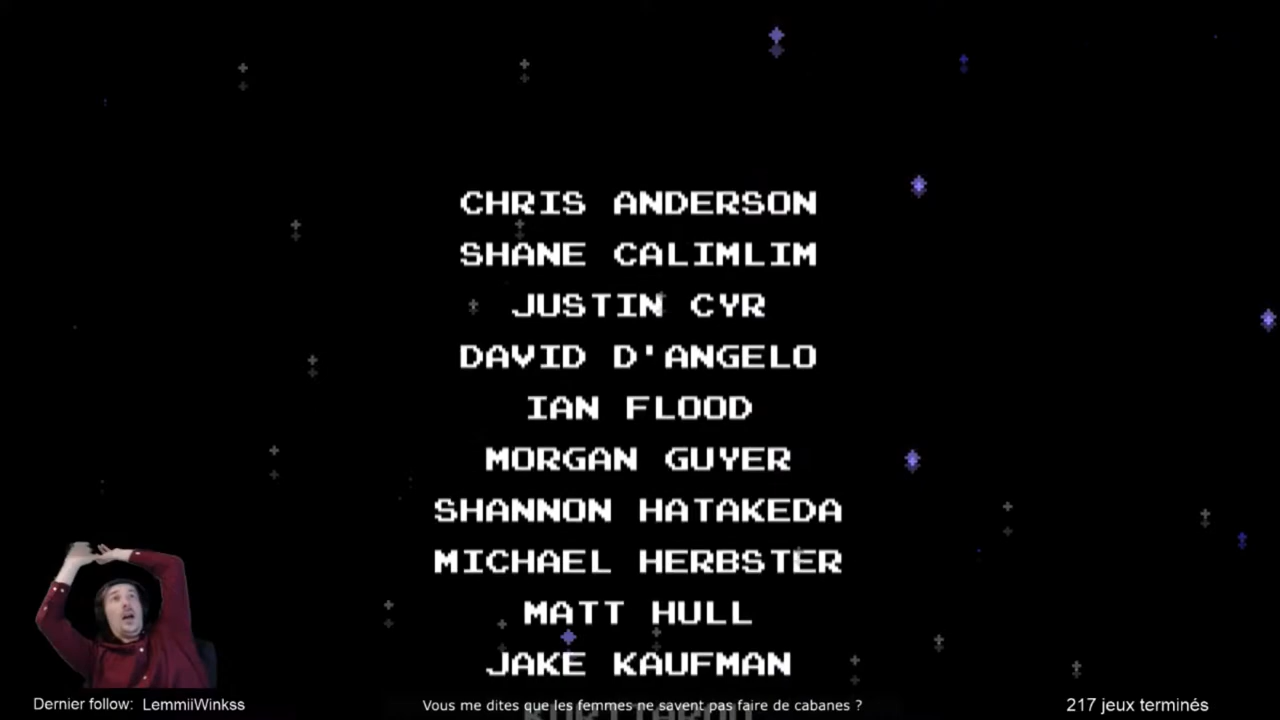 CHRIS ANDERSON
SHANE CALIMLIM
JUSTIN CYR
DAVID D'ANGELO
IAN FLOOD
MORGAN GUYER
SHANNON HATAKEDA
MICHAEL HERBSTER
MATT HULL
JAKE KAUFMAN
Dernier follow: LemmiiWinkss
Vous me dites que les femmes ne savent pas faire de cabanes ?
217 jeux terminés